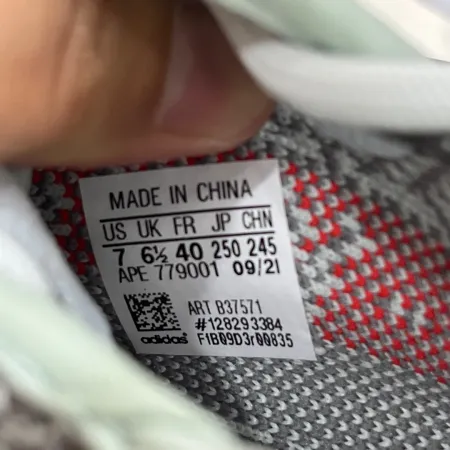 MADE IN CHINA
US UK FR JP CHN
7 6½ 40 250 245
APE 779001 09/21
ART B37571
#128293384
adidas F1B09D3r00835